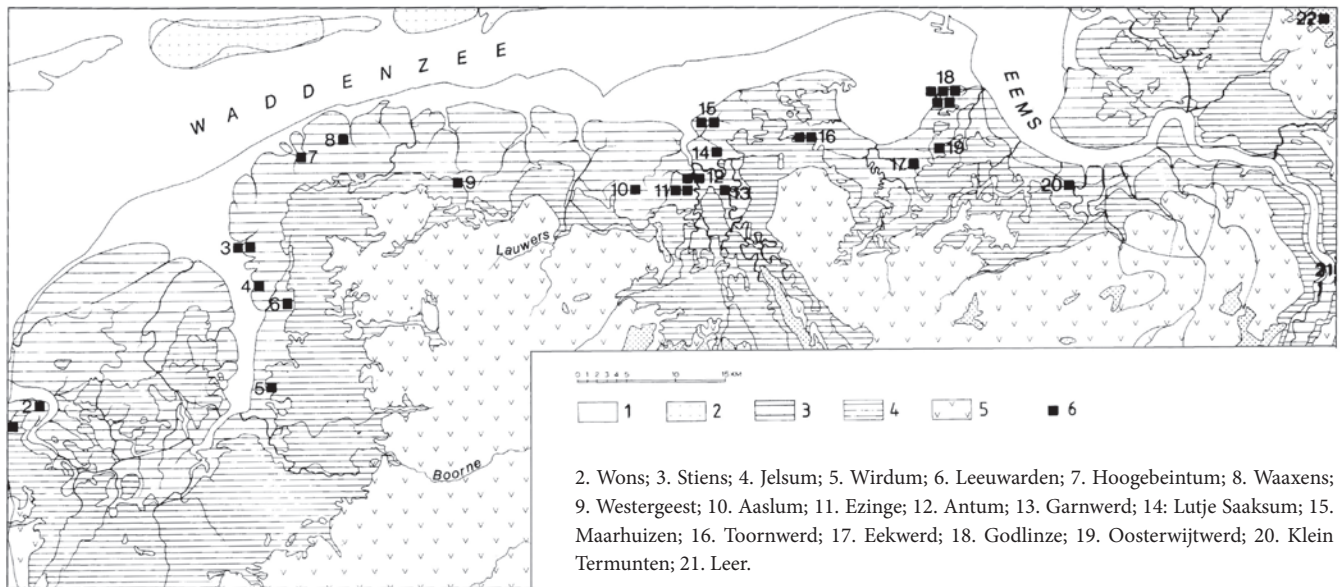 22
WADDENZEE
EEMS
18
15
16
8
7
14
19
17
12
9
10
11
13
20
Lauwers
3
4
21
6
5
2
Boorne
0 1 2 3 4 5 10 15 KM
1 2 3 4 5 6
2. Wons; 3. Stiens; 4. Jelsum; 5. Wirdum; 6. Leeuwarden; 7. Hoogebeintum; 8. Waaxens;
9. Westergeest; 10. Aaslum; 11. Ezinge; 12. Antum; 13. Garnwerd; 14: Lutje Saaksum; 15.
Maarhuizen; 16. Toornwerd; 17. Eekwerd; 18. Godlinze; 19. Oosterwijtwerd; 20. Klein
Termunten; 21. Leer.